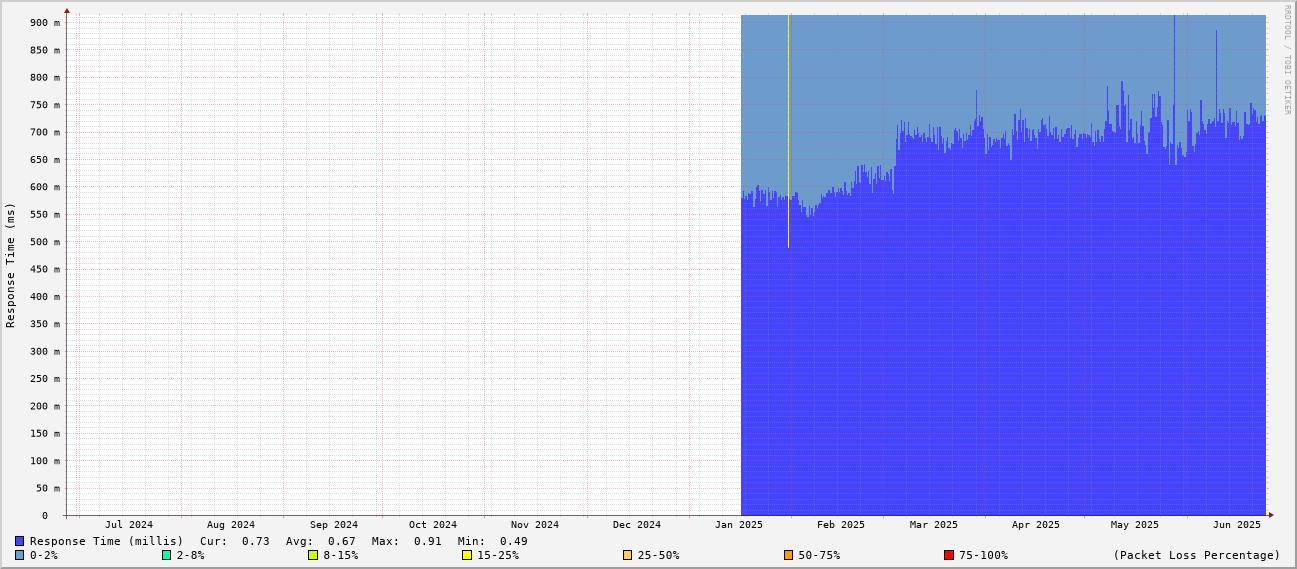 RRDTOOL / TOBI OETIKER
Response Time (ms)
900 m
850 m
800 m
750 m
700 m
650 m
600 m
550 m
500 m
450 m
400 m
350 m
300 m
250 m
200 m
150 m
100 m
50 m
0
Jul 2024 Aug 2024 Sep 2024 Oct 2024 Nov 2024 Dec 2024 Jan 2025 Feb 2025 Mar 2025 Apr 2025 May 2025 Jun 2025
Response Time (millis) Cur: 0.73 Avg: 0.67 Max: 0.91 Min: 0.49
0-2% 2-8% 8-15% 15-25% 25-50% 50-75% 75-100% (Packet Loss Percentage)